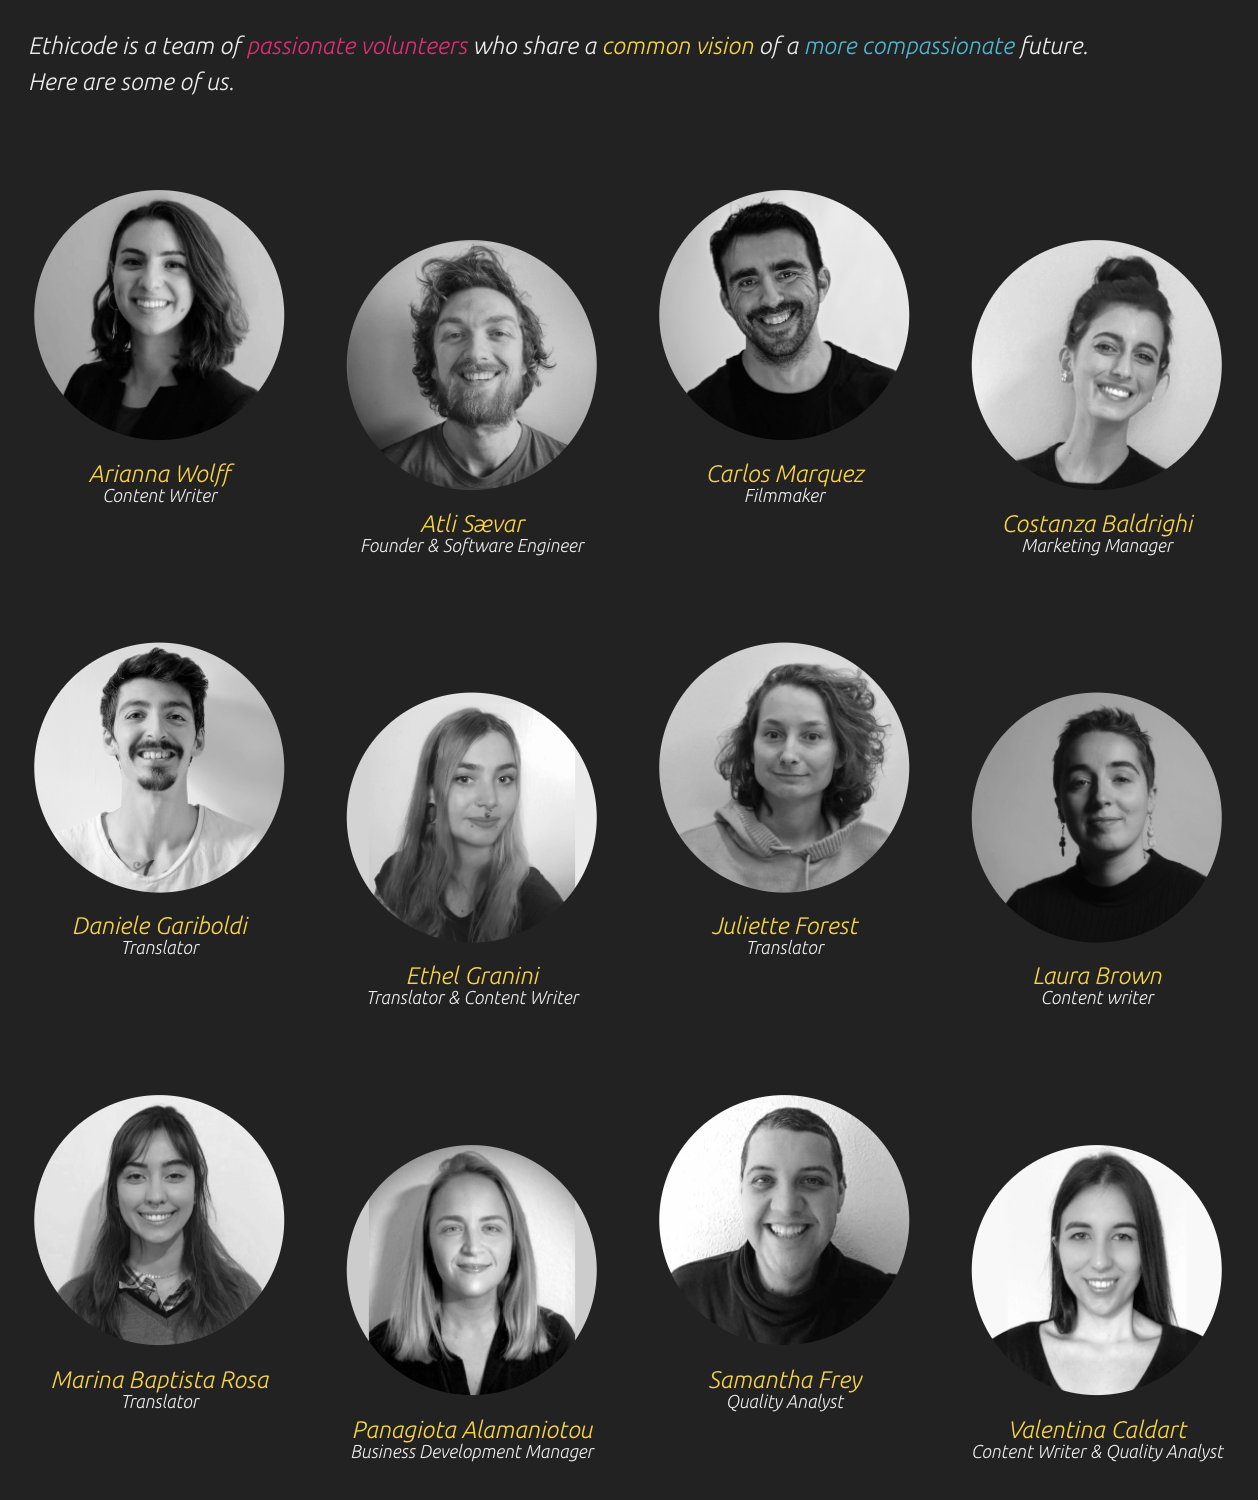 Ethicode is a team of passionate volunteers who share a common vision of a more compassionate future.
Here are some of us.
Arianna Wolff
Content Writer
Atli Sævar
Founder & Software Engineer
Carlos Marquez
Filmmaker
Costanza Baldrighi
Marketing Manager
Daniele Gariboldi
Translator
Ethel Granini
Translator & Content Writer
Juliette Forest
Translator
Laura Brown
Content writer
Marina Baptista Rosa
Translator
Panagiota Alamaniotou
Business Development Manager
Samantha Frey
Quality Analyst
Valentina Caldart
Content Writer & Quality Analyst